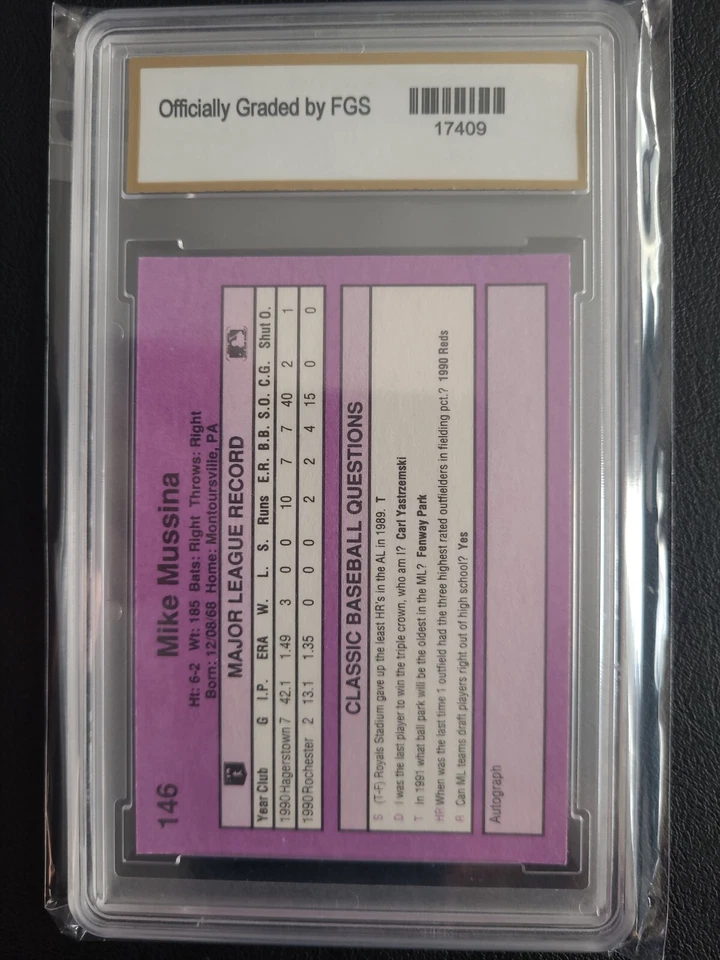 Officially Graded by FGS
17409
146 Mike Mussina
Ht: 6-2 Wt: 185 Bats: Right Throws: Right
Born: 12/08/68 Home: Montoursville, PA
MAJOR LEAGUE RECORD
Year Club G I.P. ERA W. L. S. Runs E.R. B.B. S.O. C.G. Shut O.
1990 Hagerstown 7 42.1 1.49 3 0 0 10 7 7 40 2 1
1990 Rochester 2 13.1 1.35 0 0 0 2 2 4 15 0 0
CLASSIC BASEBALL QUESTIONS
S (T-F) Royals Stadium gave up the least HR's in the AL in 1989. T
D I was the last player to win the triple crown, who am I? Carl Yastrzemski
T In 1991 what ball park will be the oldest in the ML? Fenway Park
HR When was the last time 1 outfield had the three highest rated outfielders in fielding pct.? 1990 Reds
R Can ML teams draft players right out of high school? Yes
Autograph